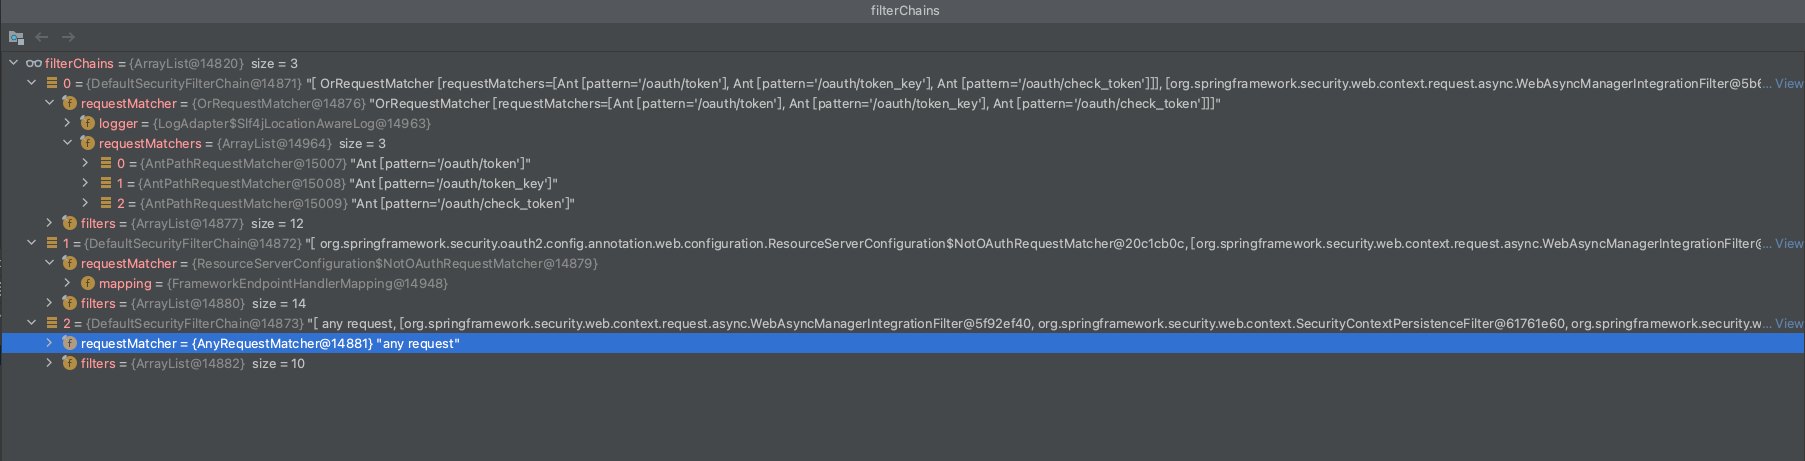 filterChains
filterChains = {ArrayList@14820} size = 3
0 = {DefaultSecurityFilterChain@14871} "[ OrRequestMatcher [requestMatchers=[Ant [pattern='/oauth/token'], Ant [pattern='/oauth/token_key'], Ant [pattern='/oauth/check_token']]], [org.springframework.security.web.context.request.async.WebAsyncManagerIntegrationFilter@5b6... View
requestMatcher = {OrRequestMatcher@14876} "OrRequestMatcher [requestMatchers=[Ant [pattern='/oauth/token'], Ant [pattern='/oauth/token_key'], Ant [pattern='/oauth/check_token']]]"
logger = {LogAdapter$Slf4jLocationAwareLog@14963}
requestMatchers = {ArrayList@14964} size = 3
0 = {AntPathRequestMatcher@15007} "Ant [pattern='/oauth/token']"
1 = {AntPathRequestMatcher@15008} "Ant [pattern='/oauth/token_key']"
2 = {AntPathRequestMatcher@15009} "Ant [pattern='/oauth/check_token']"
filters = {ArrayList@14877} size = 12
1 = {DefaultSecurityFilterChain@14872} "[ org.springframework.security.oauth2.config.annotation.web.configuration.ResourceServerConfiguration$NotOAuthRequestMatcher@20c1cb0c, [org.springframework.security.web.context.request.async.WebAsyncManagerIntegrationFilter@... View
requestMatcher = {ResourceServerConfiguration$NotOAuthRequestMatcher@14879}
mapping = {FrameworkEndpointHandlerMapping@14948}
filters = {ArrayList@14880} size = 14
2 = {DefaultSecurityFilterChain@14873} "[ any request, [org.springframework.security.web.context.request.async.WebAsyncManagerIntegrationFilter@5f92ef40, org.springframework.security.web.context.SecurityContextPersistenceFilter@61761e60, org.springframework.security.w... View
requestMatcher = {AnyRequestMatcher@14881} "any request"
filters = {ArrayList@14882} size = 10